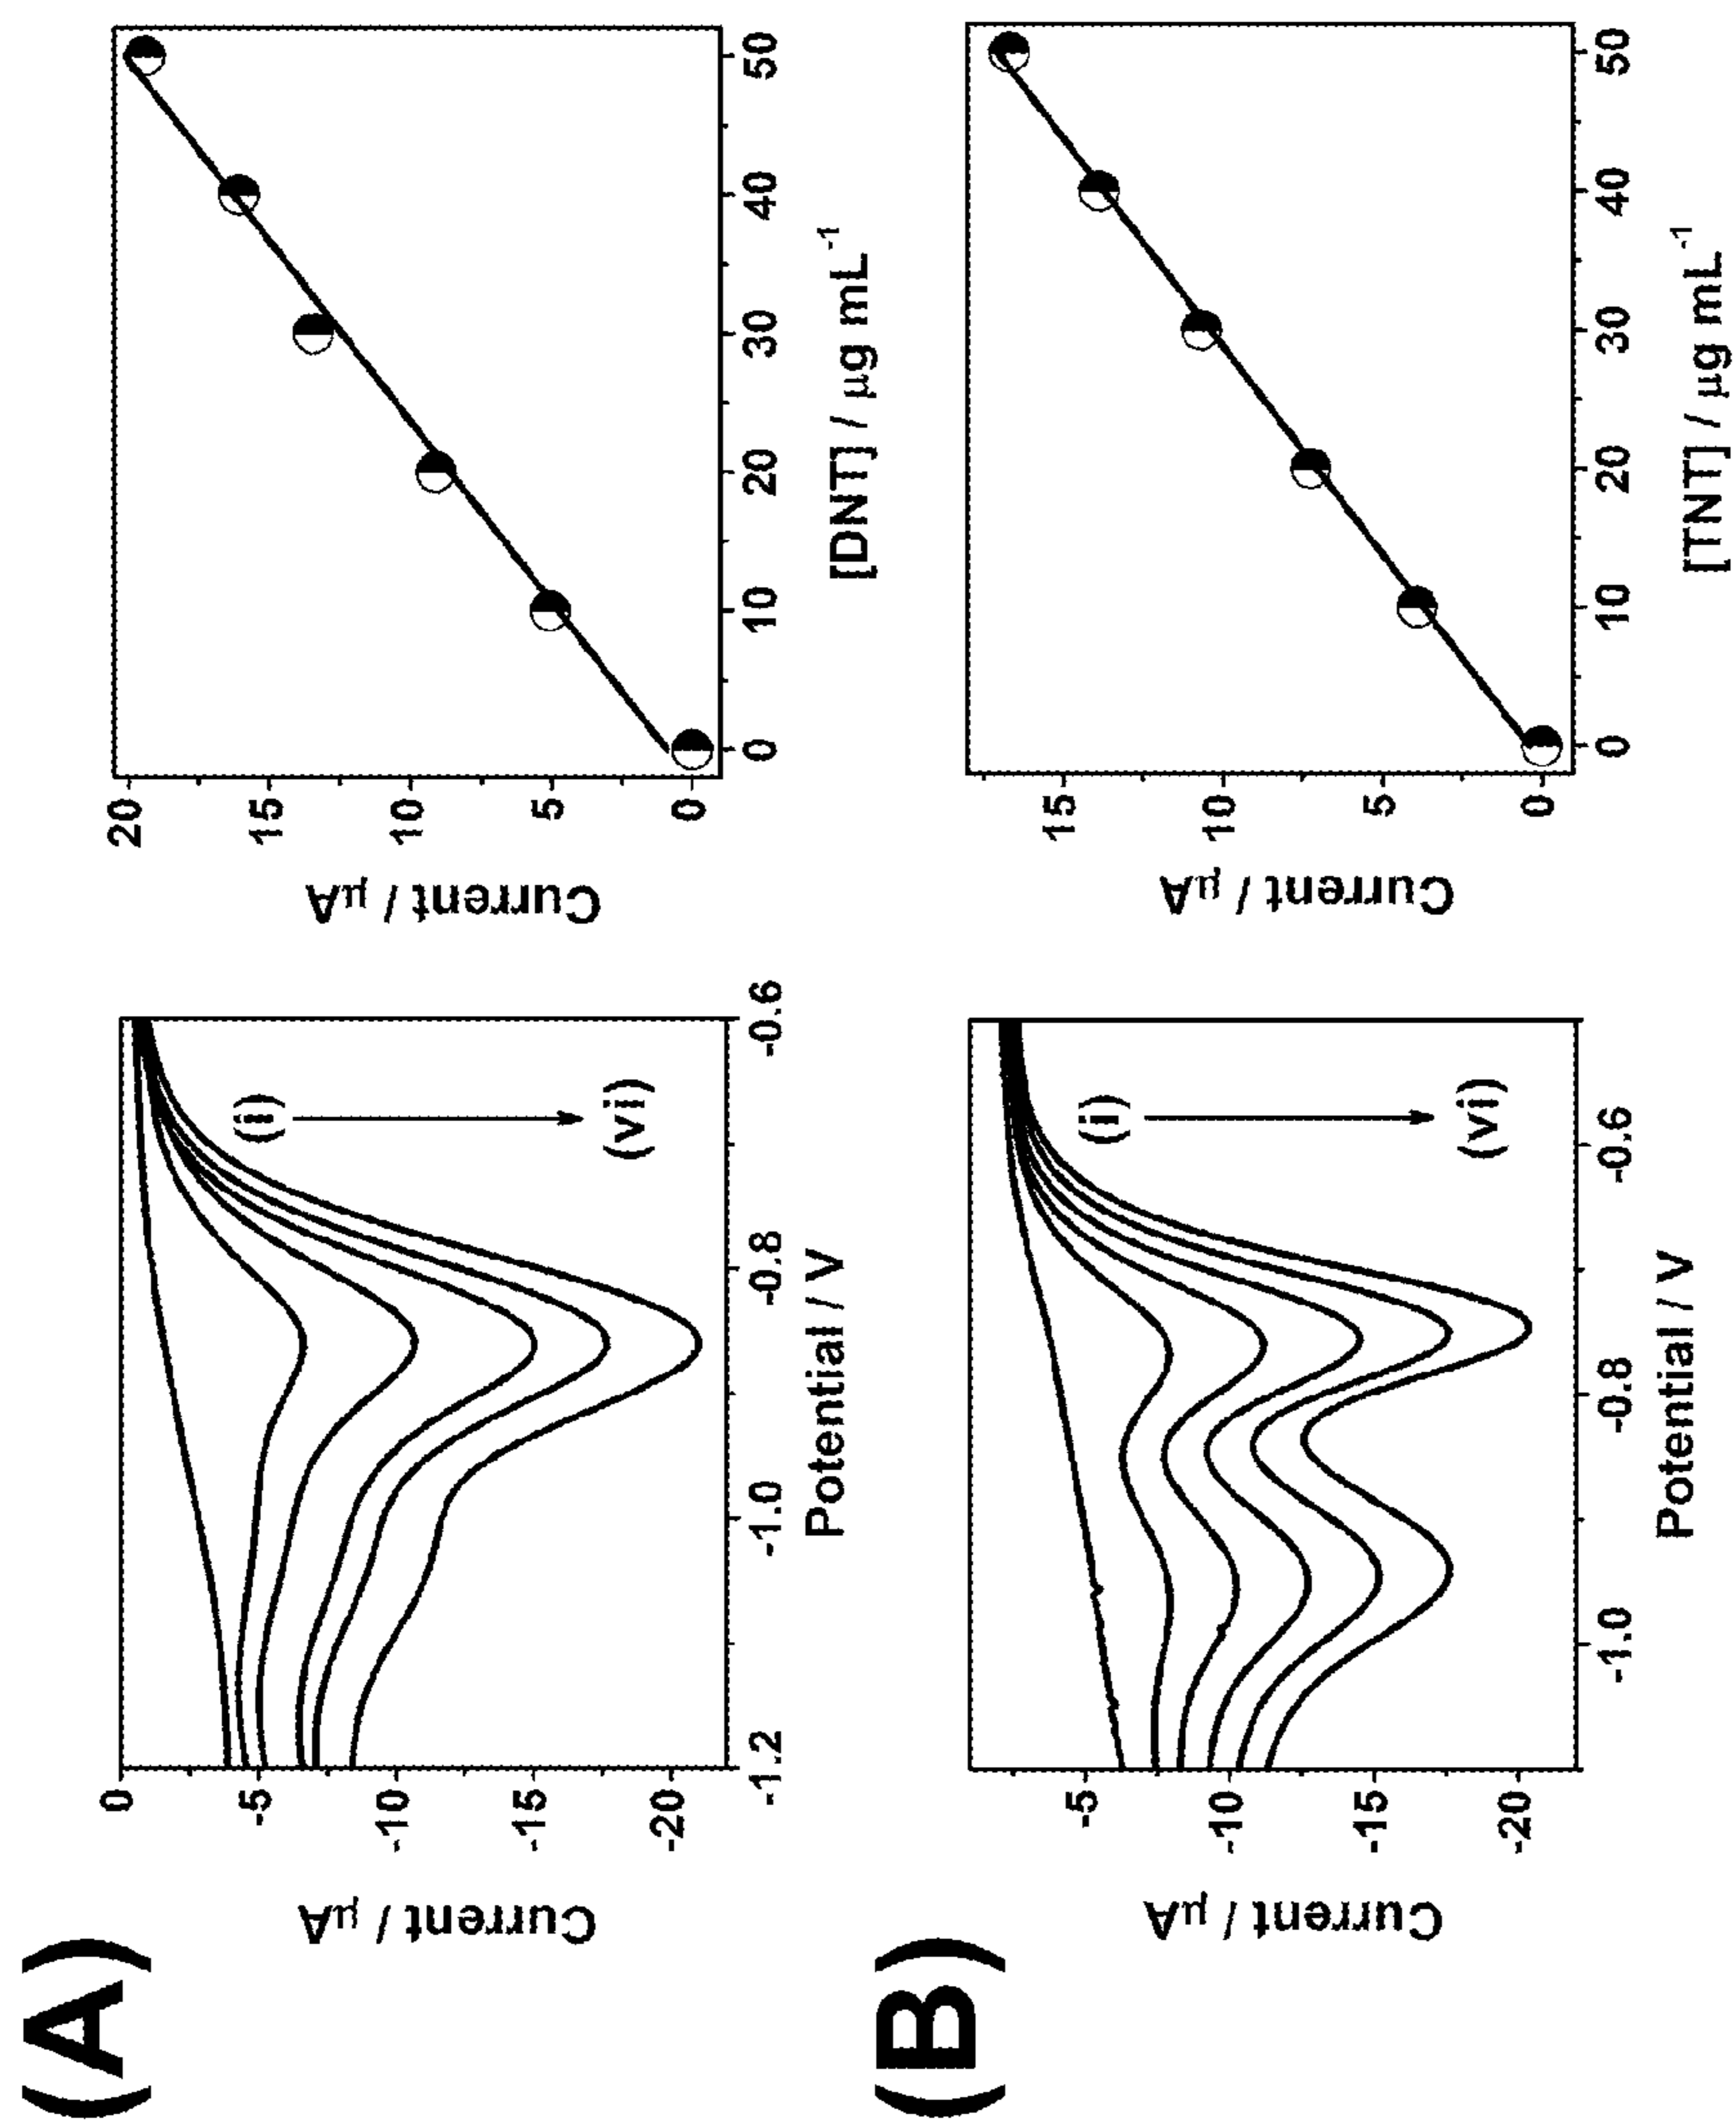 (A)
Current / μA
0
-5
-10
-15
-20
-1.2
-1.0
-0.8
-0.6
Potential / V
(i)
(vi)
Current / μA
20
15
10
5
0
0
10
20
30
40
50
[DNT] / μg mL-1
(B)
Current / μA
-5
-10
-15
-20
-1.0
-0.8
-0.6
Potential / V
(i)
(vi)
Current / μA
15
10
5
0
0
10
20
30
40
50
[TNT] / μg mL-1